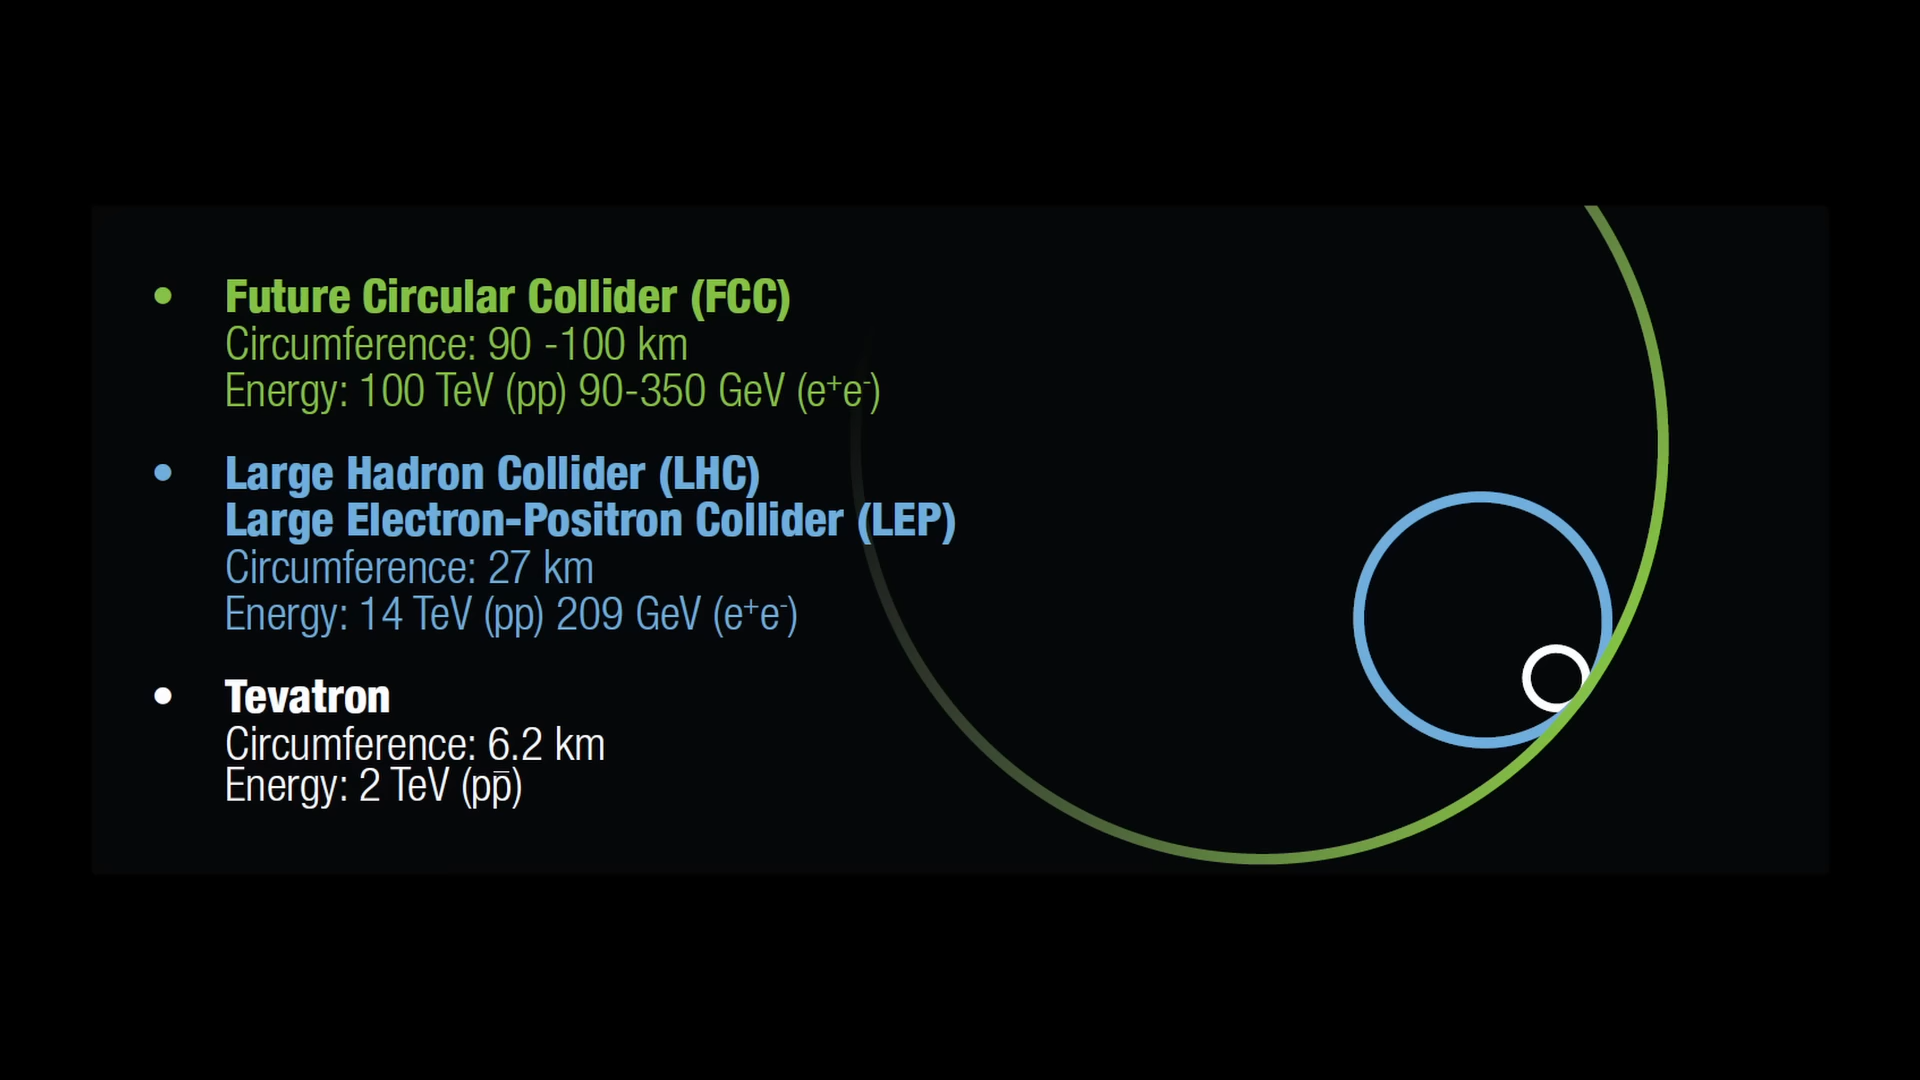 • Future Circular Collider (FCC)
Circumference: 90 -100 km
Energy: 100 TeV (pp) 90-350 GeV (e⁺e⁻)
• Large Hadron Collider (LHC)
Large Electron-Positron Collider (LEP)
Circumference: 27 km
Energy: 14 TeV (pp) 209 GeV (e⁺e⁻)
• Tevatron
Circumference: 6.2 km
Energy: 2 TeV (pp̅)